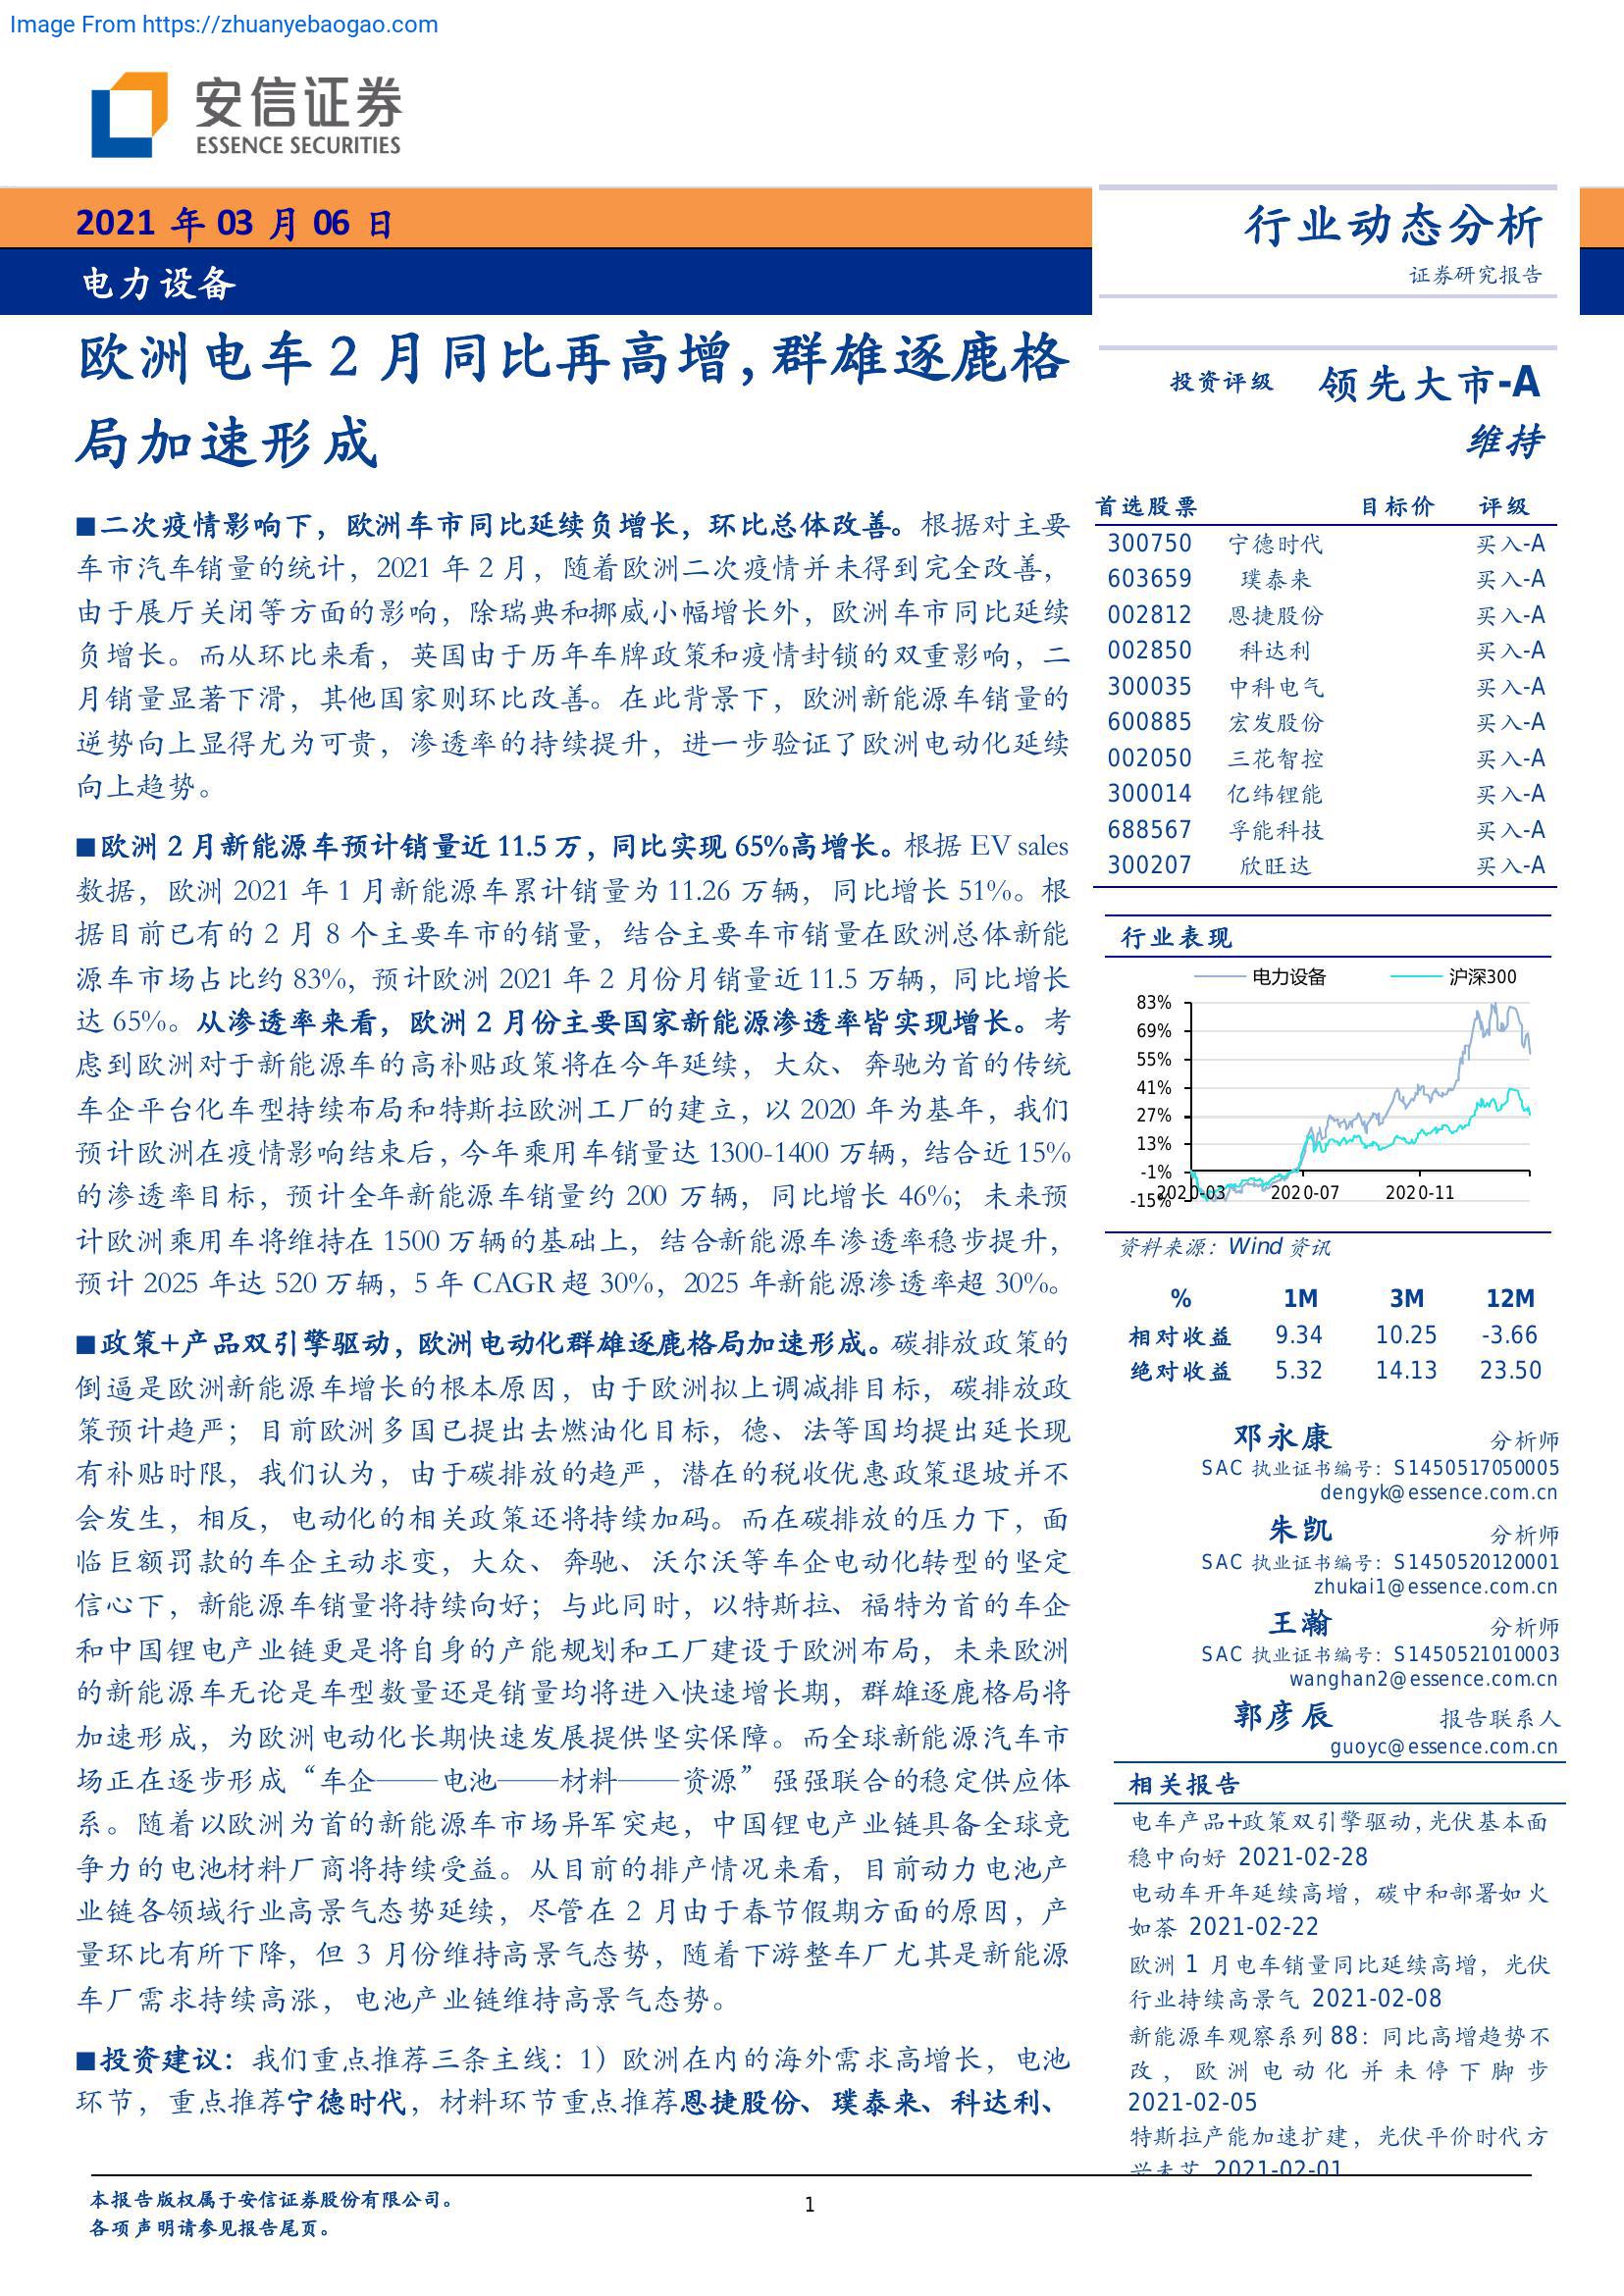 Image From https://zhuanyebaogao.com
安信证券
ESSENCE SECURITIES
2021 年 03 月 06 日
电力设备
欧洲电车 2 月同比再高增，群雄逐鹿格
局加速形成
■二次疫情影响下，欧洲车市同比延续负增长，环比总体改善。根据对主要
车市汽车销量的统计，2021 年 2 月，随着欧洲二次疫情并未得到完全改善，
由于展厅关闭等方面的影响，除瑞典和挪威小幅增长外，欧洲车市同比延续
负增长。而从环比来看，英国由于历年车牌政策和疫情封锁的双重影响，二
月销量显著下滑，其他国家则环比改善。在此背景下，欧洲新能源车销量的
逆势向上显得尤为可贵，渗透率的持续提升，进一步验证了欧洲电动化延续
向上趋势。
■欧洲 2 月新能源车预计销量近 11.5 万，同比实现 65%高增长。根据 EV sales
数据，欧洲 2021 年 1 月新能源车累计销量为 11.26 万辆，同比增长 51%。根
据目前已有的 2 月 8 个主要车市的销量，结合主要车市销量在欧洲总体新能
源车市场占比约 83%，预计欧洲 2021 年 2 月份月销量近 11.5 万辆，同比增长
达 65%。从渗透率来看，欧洲 2 月份主要国家新能源渗透率皆实现增长。考
虑到欧洲对于新能源车的高补贴政策将在今年延续，大众、奔驰为首的传统
车企平台化车型持续布局和特斯拉欧洲工厂的建立，以 2020 年为基年，我们
预计欧洲在疫情影响结束后，今年乘用车销量达 1300-1400 万辆，结合近 15%
的渗透率目标，预计全年新能源车销量约 200 万辆，同比增长 46%；未来预
计欧洲乘用车将维持在 1500 万辆的基础上，结合新能源车渗透率稳步提升，
预计 2025 年达 520 万辆，5 年 CAGR 超 30%，2025 年新能源渗透率超 30%。
■政策+产品双引擎驱动，欧洲电动化群雄逐鹿格局加速形成。碳排放政策的
倒逼是欧洲新能源车增长的根本原因，由于欧洲拟上调减排目标，碳排放政
策预计趋严；目前欧洲多国已提出去燃油化目标，德、法等国均提出延长现
有补贴时限，我们认为，由于碳排放的趋严，潜在的税收优惠政策退坡并不
会发生，相反，电动化的相关政策还将持续加码。而在碳排放的压力下，面
临巨额罚款的车企主动求变，大众、奔驰、沃尔沃等车企电动化转型的坚定
信心下，新能源车销量将持续向好；与此同时，以特斯拉、福特为首的车企
和中国锂电产业链更是将自身的产能规划和工厂建设于欧洲布局，未来欧洲
的新能源车无论是车型数量还是销量均将进入快速增长期，群雄逐鹿格局将
加速形成，为欧洲电动化长期快速发展提供坚实保障。而全球新能源汽车市
场正在逐步形成“车企——电池——材料——资源”强强联合的稳定供应体
系。随着以欧洲为首的新能源车市场异军突起，中国锂电产业链具备全球竞
争力的电池材料厂商将持续受益。从目前的排产情况来看，目前动力电池产
业链各领域行业高景气态势延续，尽管在 2 月由于春节假期方面的原因，产
量环比有所下降，但 3 月份维持高景气态势，随着下游整车厂尤其是新能源
车厂需求持续高涨，电池产业链维持高景气态势。
■投资建议：我们重点推荐三条主线：1）欧洲在内的海外需求高增长，电池
环节，重点推荐宁德时代，材料环节重点推荐恩捷股份、璞泰来、科达利、
行业动态分析
证券研究报告
投资评级 领先大市-A
维持
首选股票 目标价 评级
300750 宁德时代 买入-A
603659 璞泰来 买入-A
002812 恩捷股份 买入-A
002850 科达利 买入-A
300035 中科电气 买入-A
600885 宏发股份 买入-A
002050 三花智控 买入-A
300014 亿纬锂能 买入-A
688567 孚能科技 买入-A
300207 欣旺达 买入-A
行业表现
电力设备 沪深300
83%
69%
55%
41%
27%
13%
-1%
-15%
2020-03 2020-07 2020-11
资料来源：Wind 资讯
% 1M 3M 12M
相对收益 9.34 10.25 -3.66
绝对收益 5.32 14.13 23.50
邓永康 分析师
SAC 执业证书编号：S1450517050005
dengyk@essence.com.cn
朱凯 分析师
SAC 执业证书编号：S1450520120001
zhukai1@essence.com.cn
王瀚 分析师
SAC 执业证书编号：S1450521010003
wanghan2@essence.com.cn
郭彦辰 报告联系人
guoyc@essence.com.cn
相关报告
电车产品+政策双引擎驱动，光伏基本面
稳中向好 2021-02-28
电动车开年延续高增，碳中和部署如火
如荼 2021-02-22
欧洲 1 月电车销量同比延续高增，光伏
行业持续高景气 2021-02-08
新能源车观察系列 88：同比高增趋势不
改，欧洲电动化并未停下脚步
2021-02-05
特斯拉产能加速扩建，光伏平价时代方
兴未艾 2021-02-01
本报告版权属于安信证券股份有限公司。
各项声明请参见报告尾页。
1